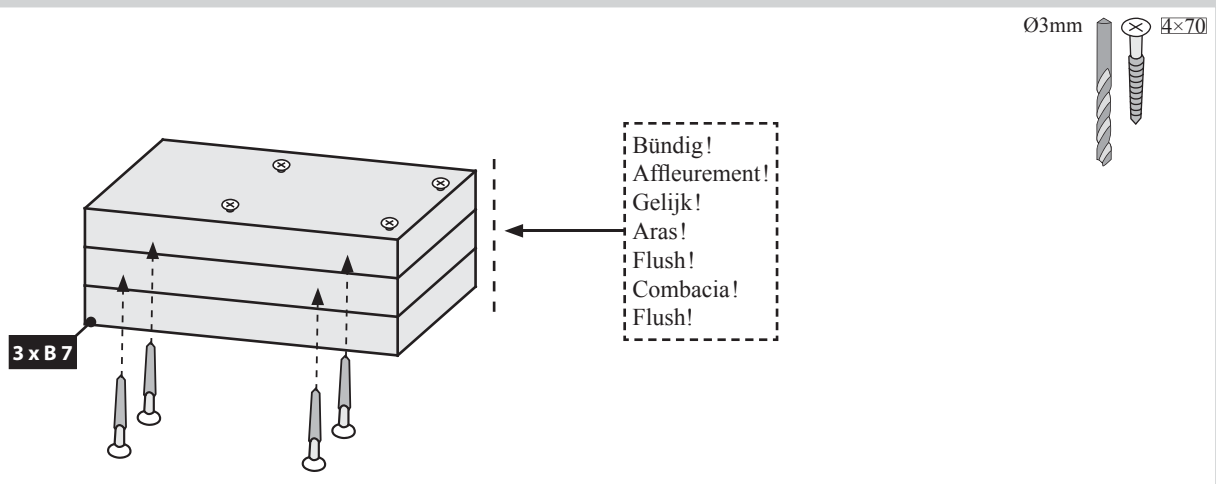 Ø3mm 4×70
Bündig!
Affleurement!
Gelijk!
Aras!
Flush!
Combacia!
Flush!
3 x B 7